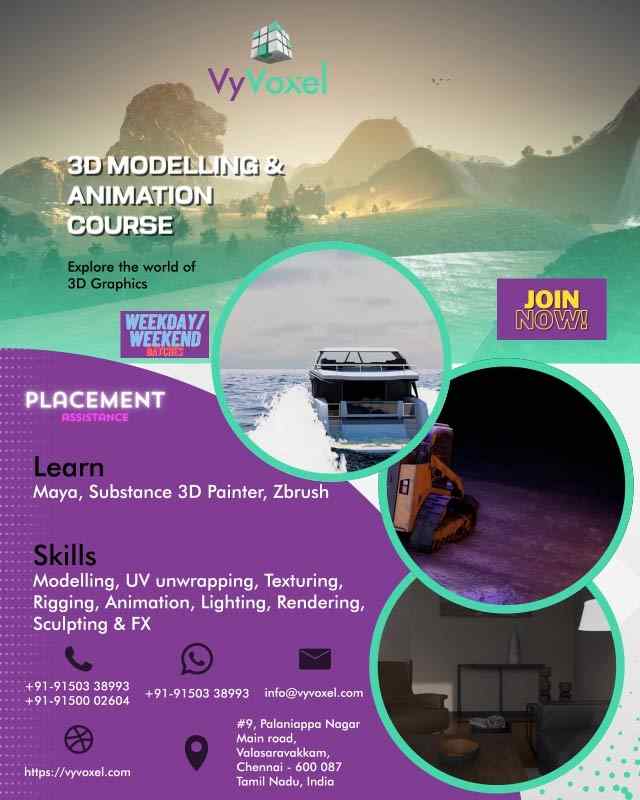 VyVoxel
3D MODELLING &
ANIMATION
COURSE
Explore the world of
3D Graphics
WEEKDAY/
WEEKEND
BATCHES
JOIN
NOW!
PLACEMENT
ASSISTANCE
Learn
Maya, Substance 3D Painter, Zbrush
Skills
Modelling, UV unwrapping, Texturing,
Rigging, Animation, Lighting, Rendering,
Sculpting & FX
+91-91503 38993
+91-91500 02604
+91-91503 38993
info@vyvoxel.com
https://vyvoxel.com
#9, Palaniappa Nagar
Main road,
Valasaravakkam,
Chennai - 600 087
Tamil Nadu, India